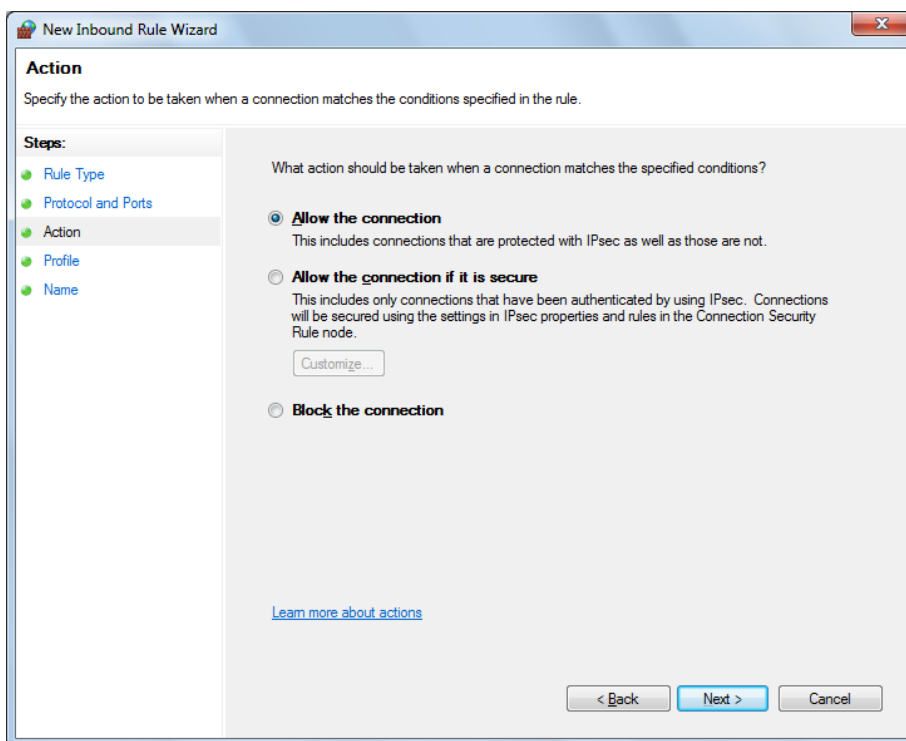 New Inbound Rule Wizard
Action
Specify the action to be taken when a connection matches the conditions specified in the rule.
Steps:
Rule Type
Protocol and Ports
Action
Profile
Name
What action should be taken when a connection matches the specified conditions?
Allow the connection
This includes connections that are protected with IPsec as well as those are not.
Allow the connection if it is secure
This includes only connections that have been authenticated by using IPsec. Connections
will be secured using the settings in IPsec properties and rules in the Connection Security
Rule node.
Customize...
Block the connection
Learn more about actions
< Back
Next >
Cancel